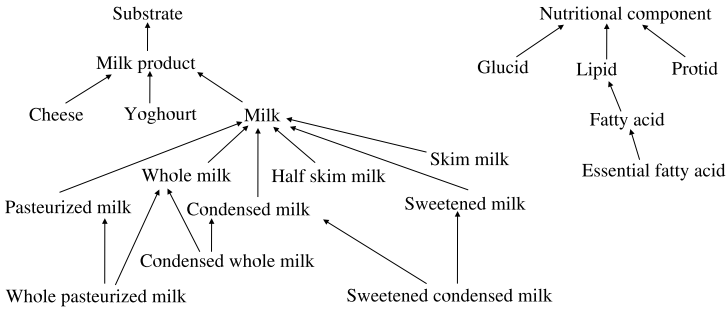 Substrate
Nutritional component
Milk product
Glucid
Lipid
Protid
Cheese
Yoghourt
Milk
Fatty acid
Skim milk
Essential fatty acid
Whole milk
Half skim milk
Pasteurized milk
Condensed milk
Sweetened milk
Condensed whole milk
Whole pasteurized milk
Sweetened condensed milk